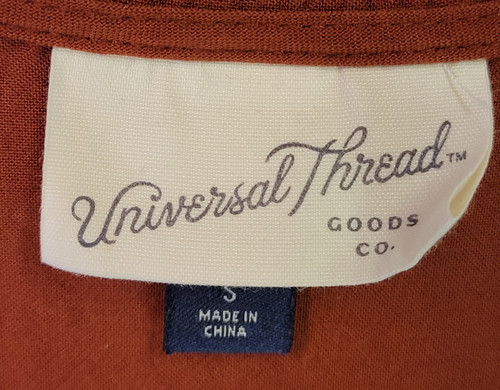 Universal Thread™
GOODS
CO.
S
MADE IN
CHINA